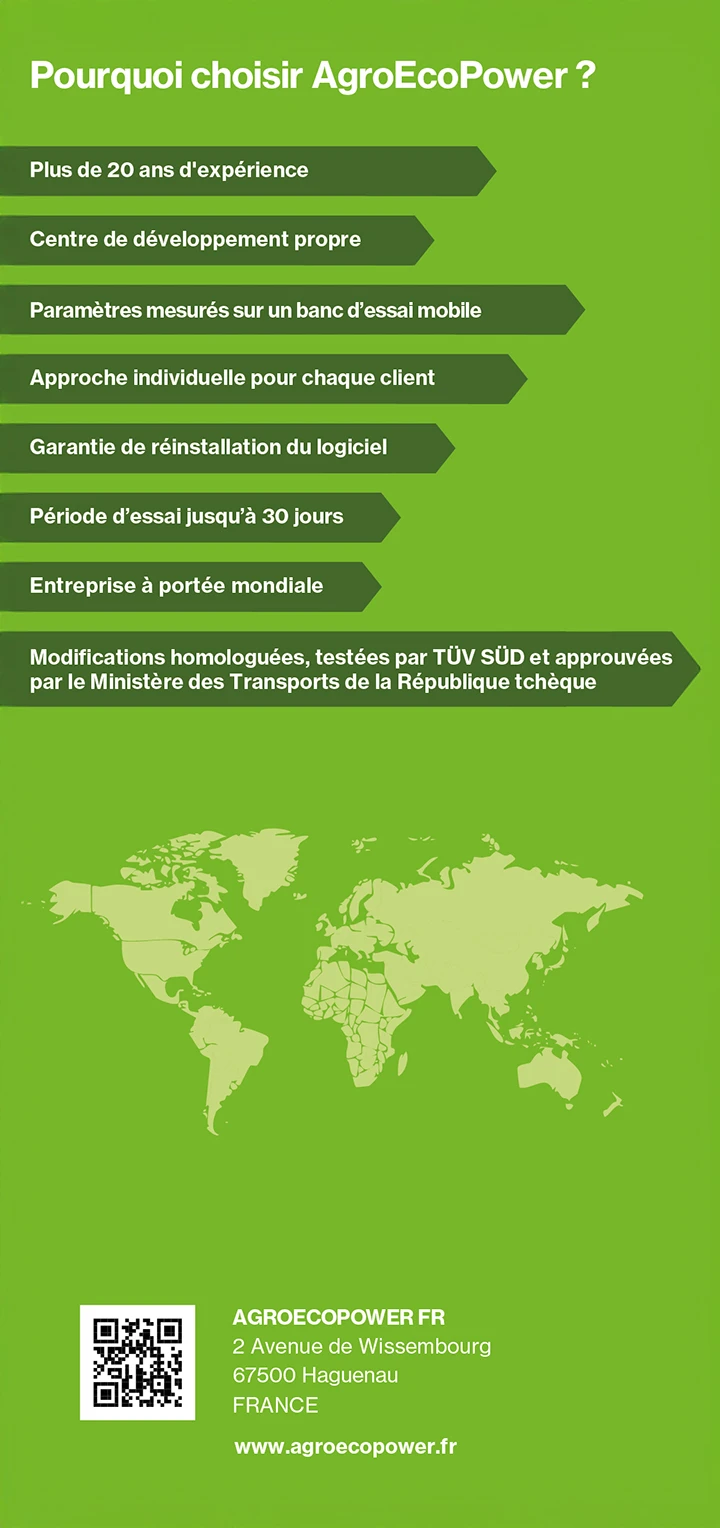 Pourquoi choisir AgroEcoPower ?
Plus de 20 ans d'expérience
Centre de développement propre
Paramètres mesurés sur un banc d’essai mobile
Approche individuelle pour chaque client
Garantie de réinstallation du logiciel
Période d’essai jusqu’à 30 jours
Entreprise à portée mondiale
Modifications homologuées, testées par TÜV SÜD et approuvées
par le Ministère des Transports de la République tchèque
AGROECOPOWER FR
2 Avenue de Wissembourg
67500 Haguenau
FRANCE
www.agroecopower.fr